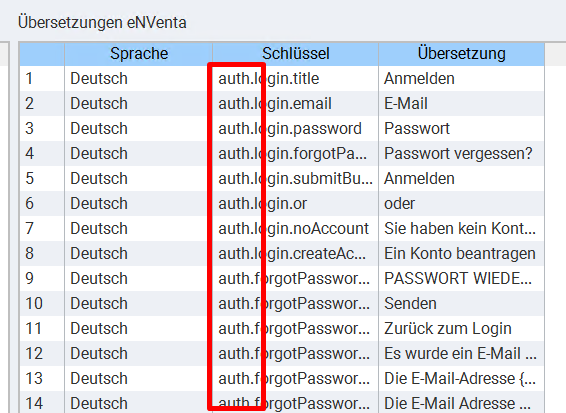 Übersetzungen eNVenta
Sprache Schlüssel Übersetzung
1 Deutsch auth.login.title Anmelden
2 Deutsch auth.login.email E-Mail
3 Deutsch auth.login.password Passwort
4 Deutsch auth.login.forgotPa... Passwort vergessen?
5 Deutsch auth.login.submitBu... Anmelden
6 Deutsch auth.login.or oder
7 Deutsch auth.login.noAccount Sie haben kein Kont...
8 Deutsch auth.login.createAc... Ein Konto beantragen
9 Deutsch auth.forgotPasswor... PASSWORT WIEDE...
10 Deutsch auth.forgotPasswor... Senden
11 Deutsch auth.forgotPasswor... Zurück zum Login
12 Deutsch auth.forgotPasswor... Es wurde ein E-Mail ...
13 Deutsch auth.forgotPasswor... Die E-Mail-Adresse {...
14 Deutsch auth.forgotPasswor... Die E-Mail Adresse ...